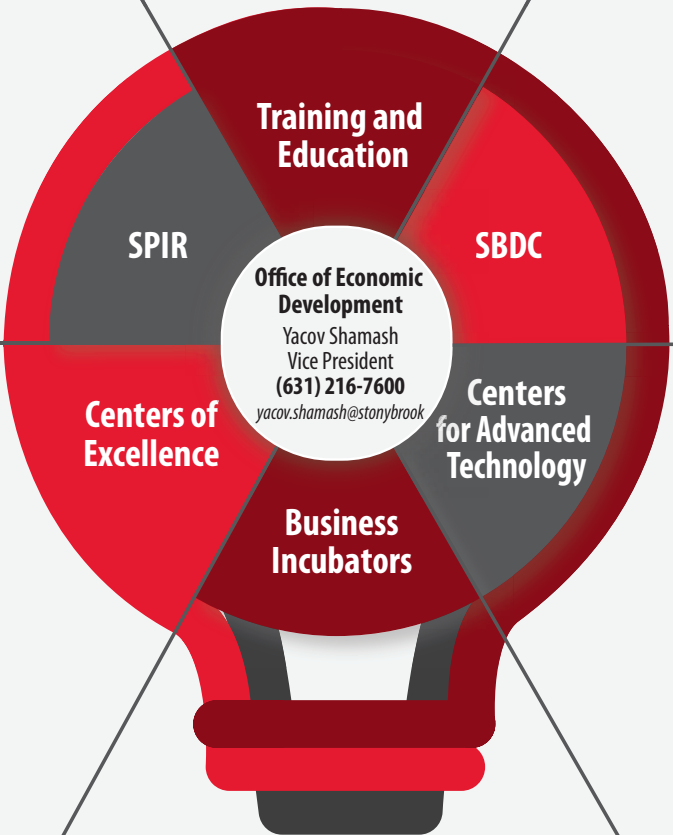 Training and
Education
SPIR
SBDC
Office of Economic
Development
Yacov Shamash
Vice President
(631) 216-7600
yacov.shamash@stonybrook
Centers of
Excellence
Centers
for Advanced
Technology
Business
Incubators